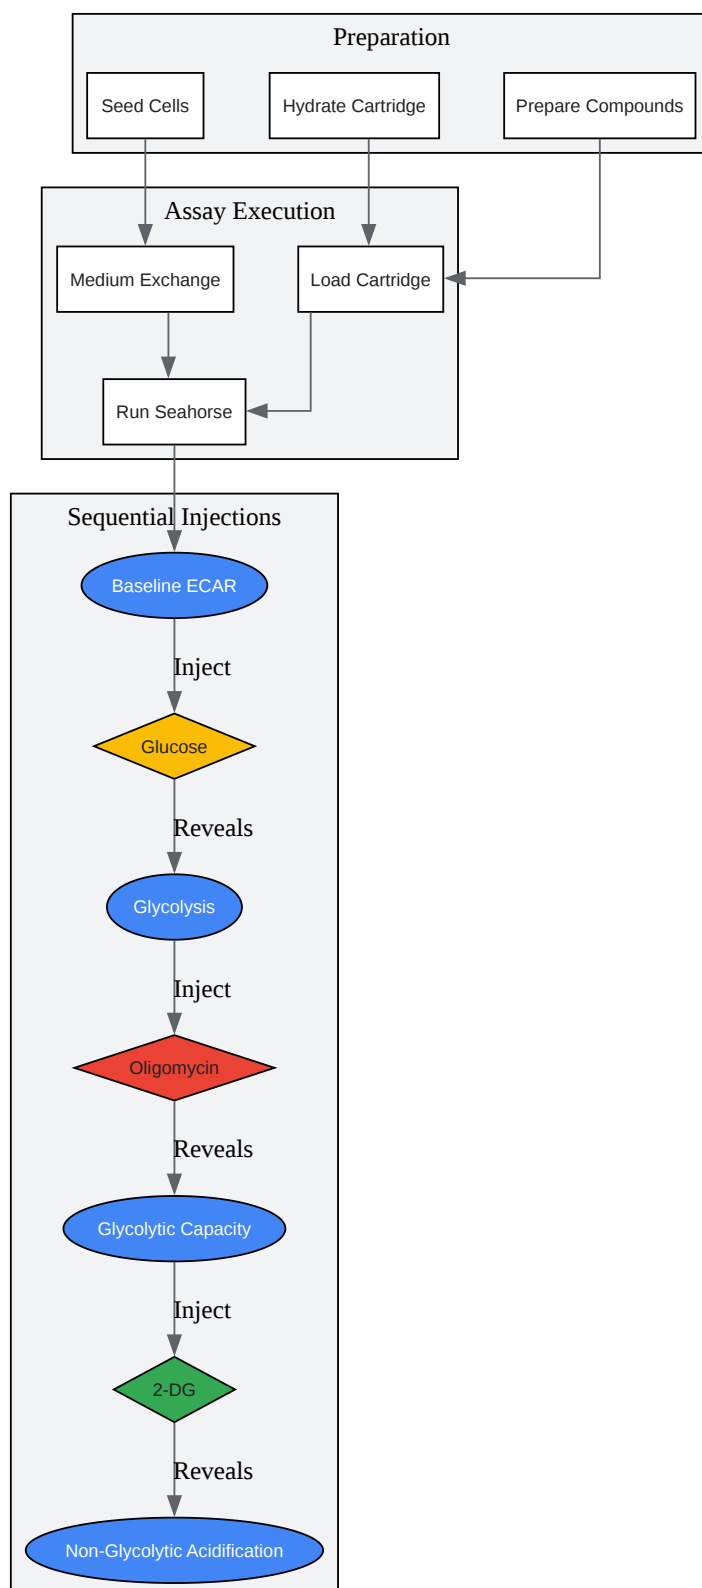 Preparation
Seed Cells
Hydrate Cartridge
Prepare Compounds
Assay Execution
Medium Exchange
Load Cartridge
Run Seahorse
Sequential Injections
Baseline ECAR
Inject
Glucose
Reveals
Glycolysis
Inject
Oligomycin
Reveals
Glycolytic Capacity
Inject
2-DG
Reveals
Non-Glycolytic Acidification